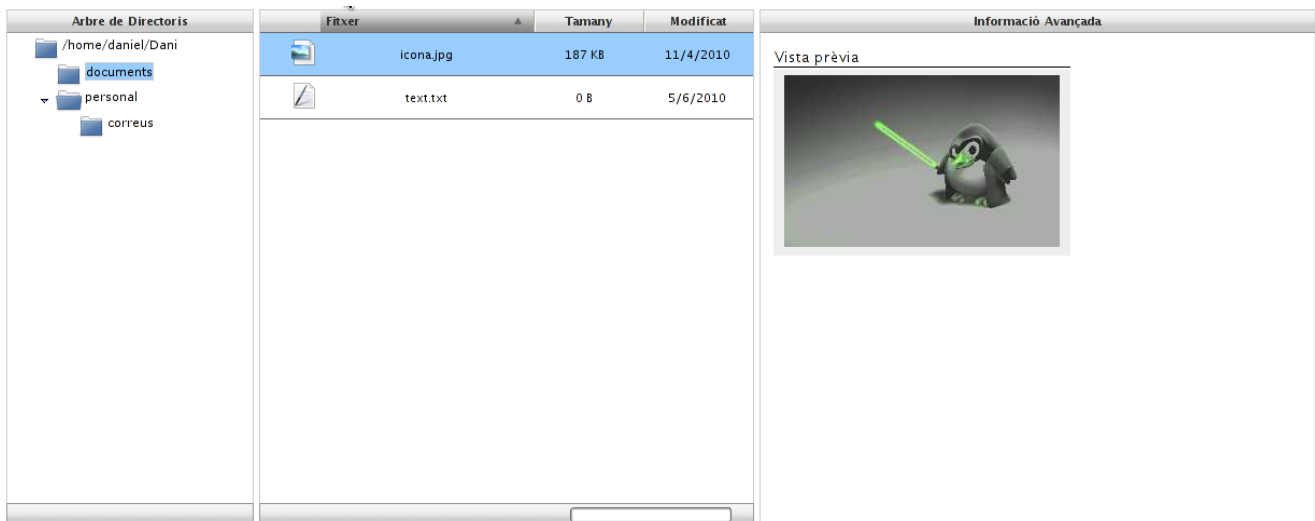 Arbre de Directoris
/home/daniel/Dani
documents
personal
correus
Fitxer Tamany Modificat
icona.jpg 187 KB 11/4/2010
text.txt 0 B 5/6/2010
Informació Avançada
Vista prèvia